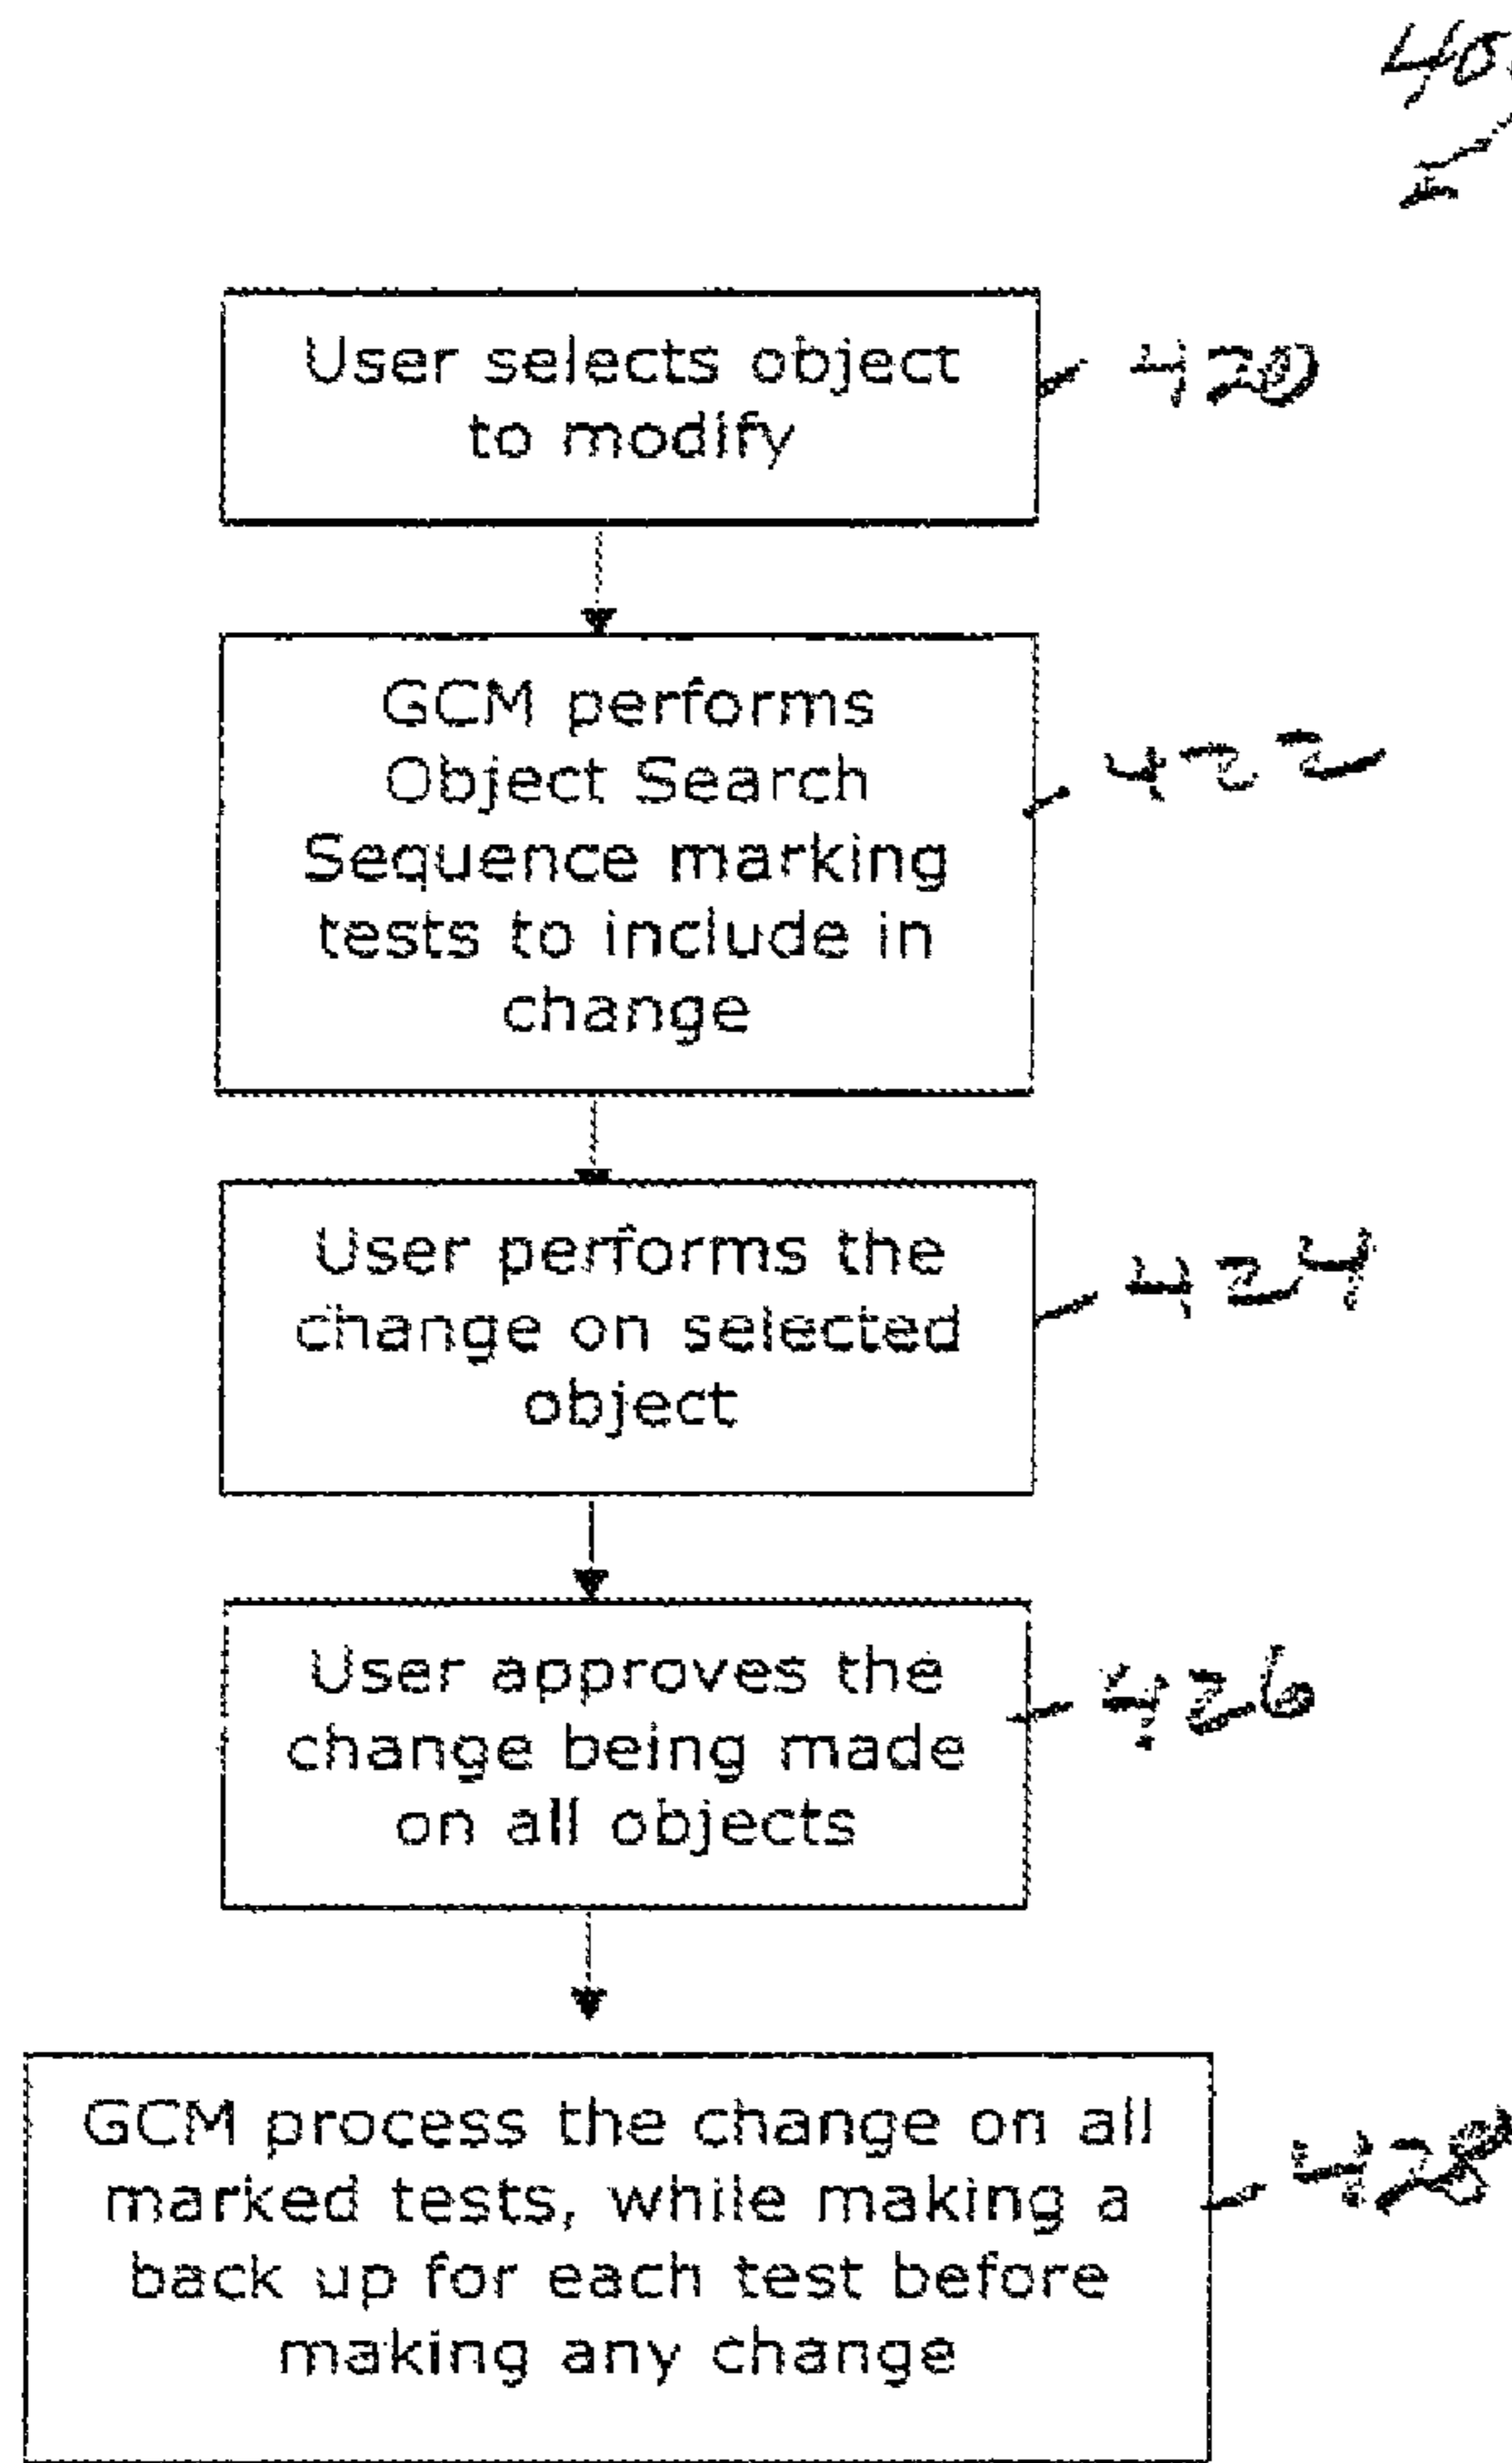 User selects object
to modify
420
GCM performs
Object Search
Sequence marking
tests to include in
change
422
User performs the
change on selected
object
424
User approves the
change being made
on all objects
426
GCM process the change on all
marked tests, while making a
back up for each test before
making any change
428